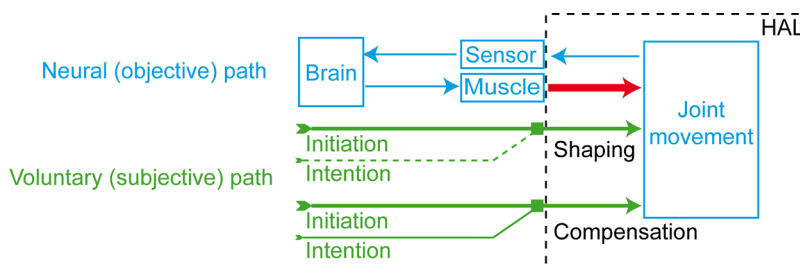 HAL
Neural (objective) path
Brain
Sensor
Muscle
Joint
movement
Initiation
Shaping
Intention
Voluntary (subjective) path
Initiation
Compensation
Intention